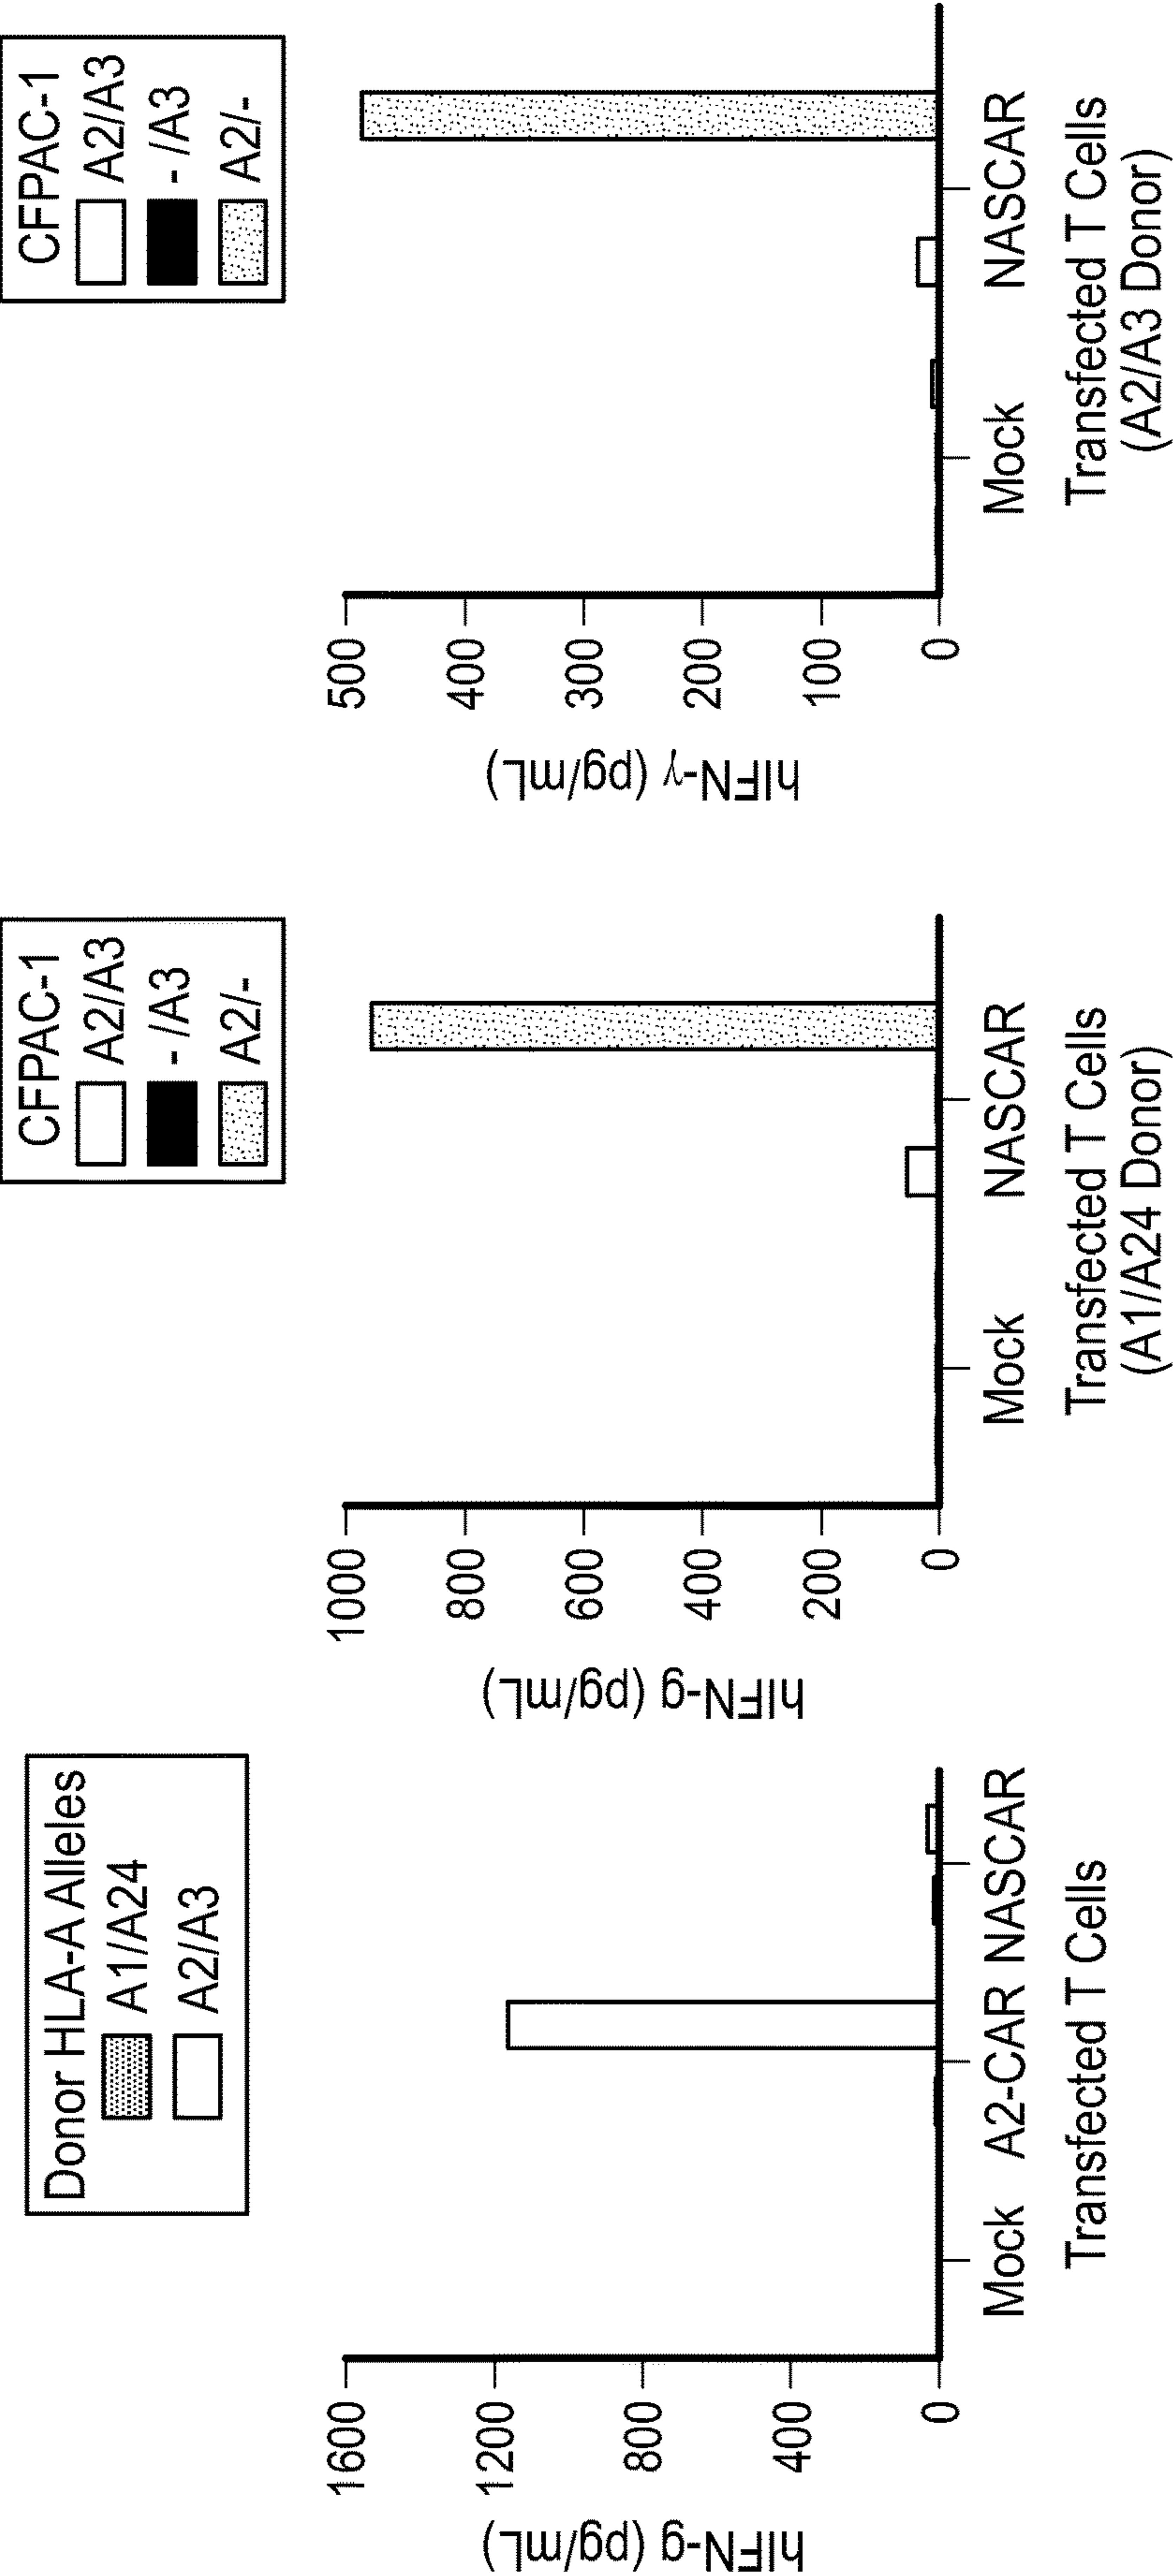 Donor HLA-A Alleles
A1/A24
A2/A3
hIFN-g (pg/mL)
1600
1200
800
400
0
Mock A2-CAR NASCAR
Transfected T Cells
CFPAC-1
A2/A3
- /A3
A2/-
hIFN-g (pg/mL)
1000
800
600
400
200
0
Mock NASCAR
Transfected T Cells
(A1/A24 Donor)
CFPAC-1
A2/A3
- /A3
A2/-
hIFN-γ (pg/mL)
500
400
300
200
100
0
Mock NASCAR
Transfected T Cells
(A2/A3 Donor)